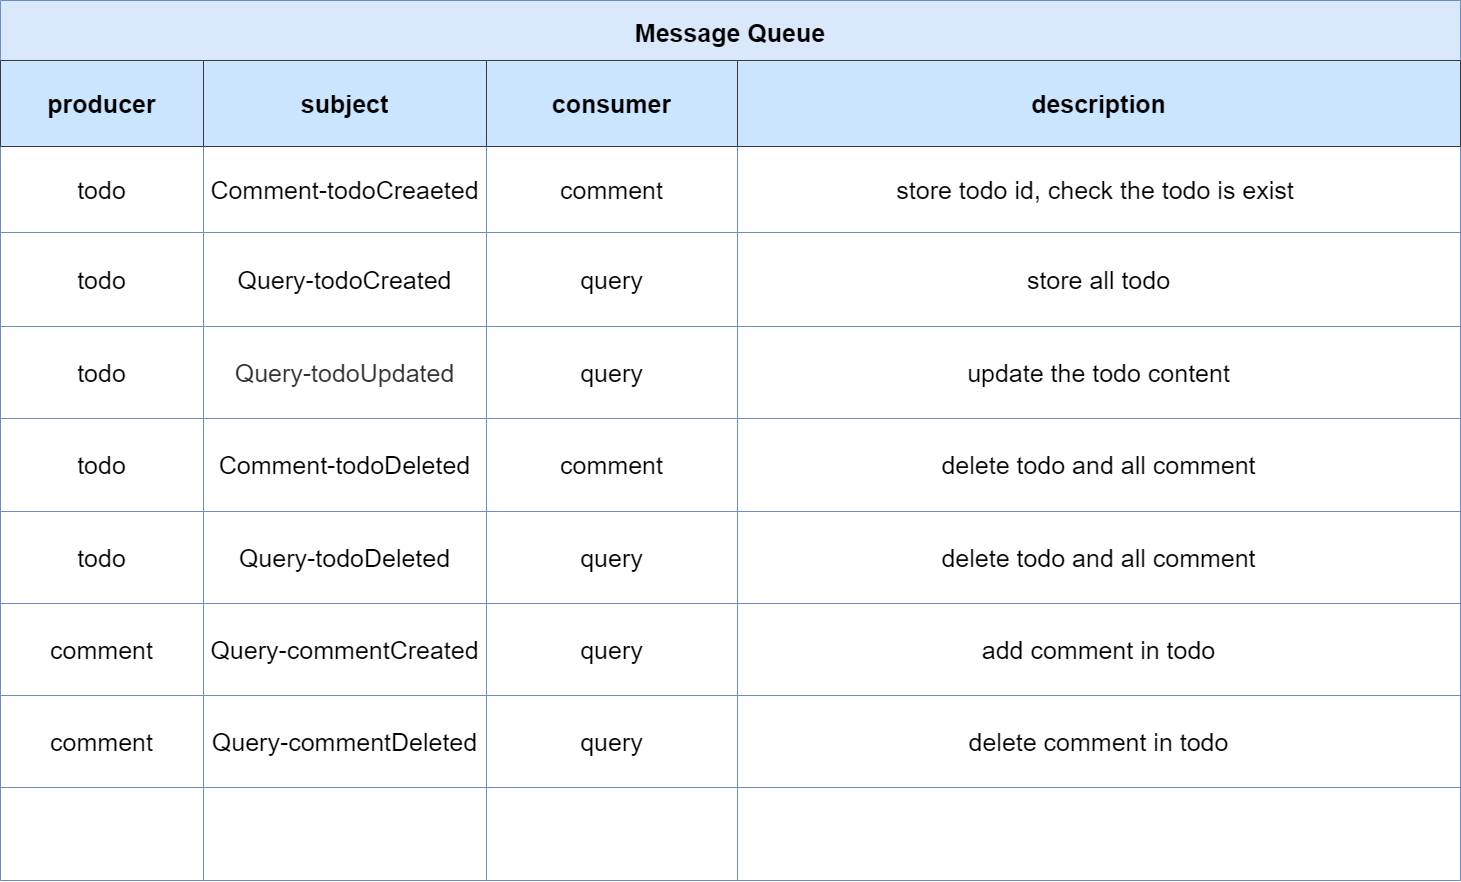 Message Queue
producer subject consumer description
todo Comment-todoCreaeted comment store todo id, check the todo is exist
todo Query-todoCreated query store all todo
todo Query-todoUpdated query update the todo content
todo Comment-todoDeleted comment delete todo and all comment
todo Query-todoDeleted query delete todo and all comment
comment Query-commentCreated query add comment in todo
comment Query-commentDeleted query delete comment in todo